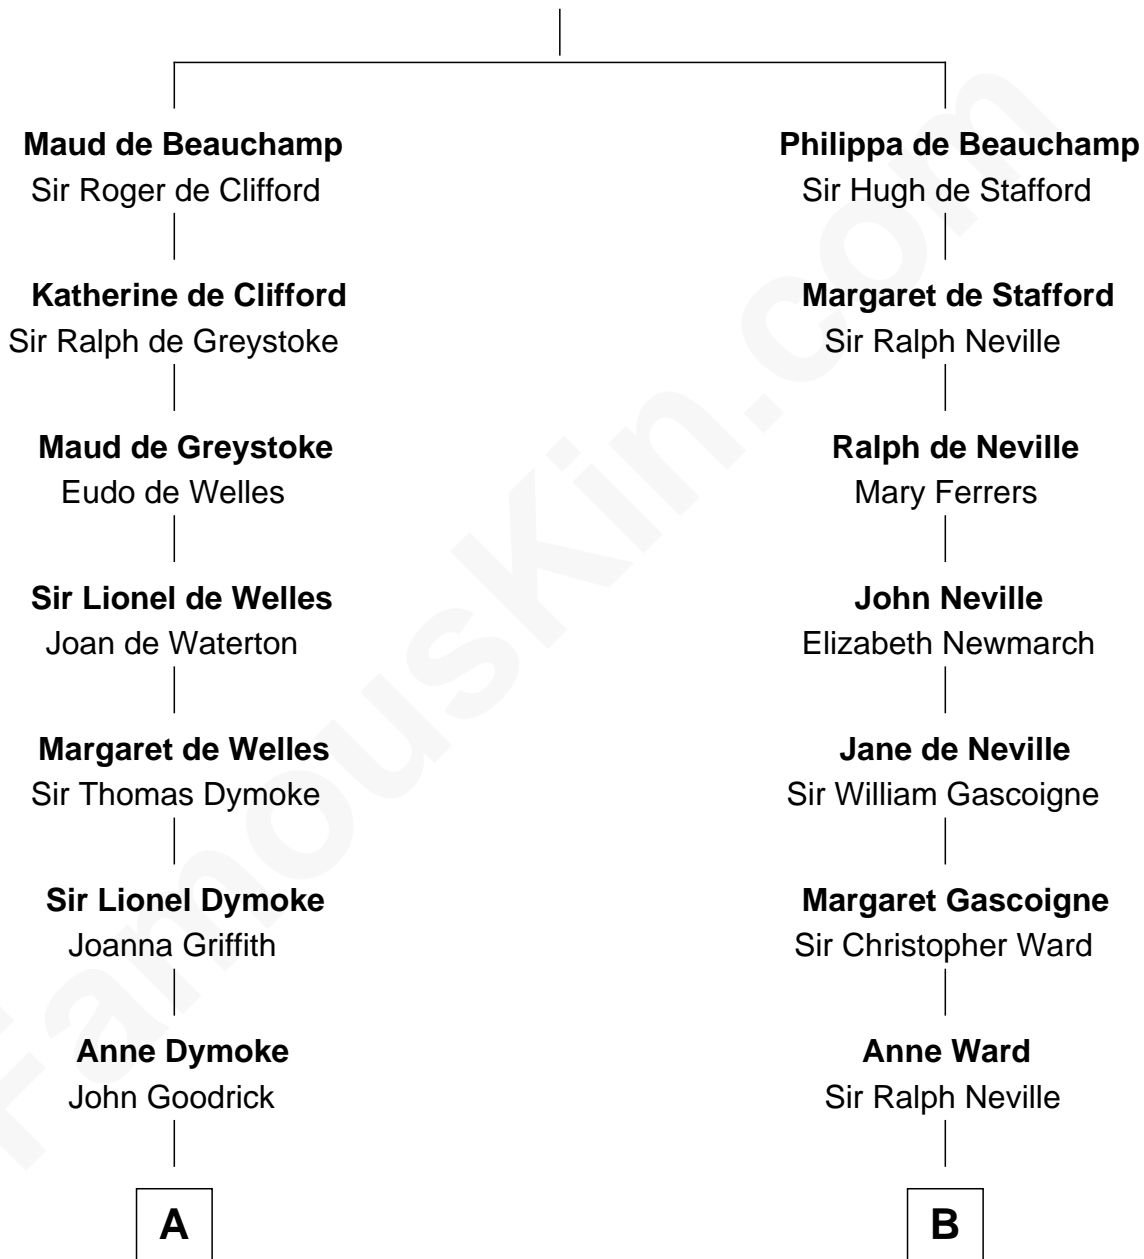 Maud de Beauchamp
Sir Roger de Clifford
Katherine de Clifford
Sir Ralph de Greystoke
Maud de Greystoke
Eudo de Welles
Sir Lionel de Welles
Joan de Waterton
Margaret de Welles
Sir Thomas Dymoke
Sir Lionel Dymoke
Joanna Griffith
Anne Dymoke
John Goodrick
A
Philippa de Beauchamp
Sir Hugh de Stafford
Margaret de Stafford
Sir Ralph Neville
Ralph de Neville
Mary Ferrers
John Neville
Elizabeth Newmarch
Jane de Neville
Sir William Gascoigne
Margaret Gascoigne
Sir Christopher Ward
Anne Ward
Sir Ralph Neville
B
FamousKin.com